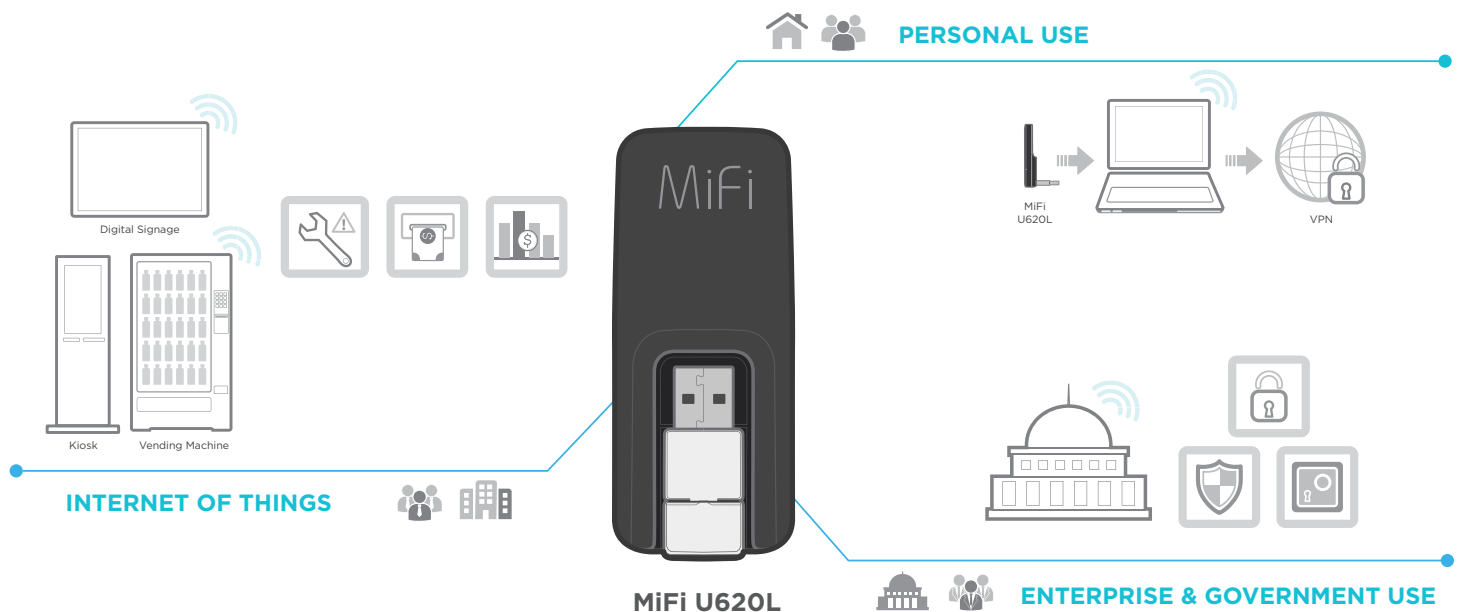 PERSONAL USE
MiFi
MiFi
U620L
VPN
Digital Signage
$
$
Kiosk
Vending Machine
INTERNET OF THINGS
MiFi U620L
ENTERPRISE & GOVERNMENT USE